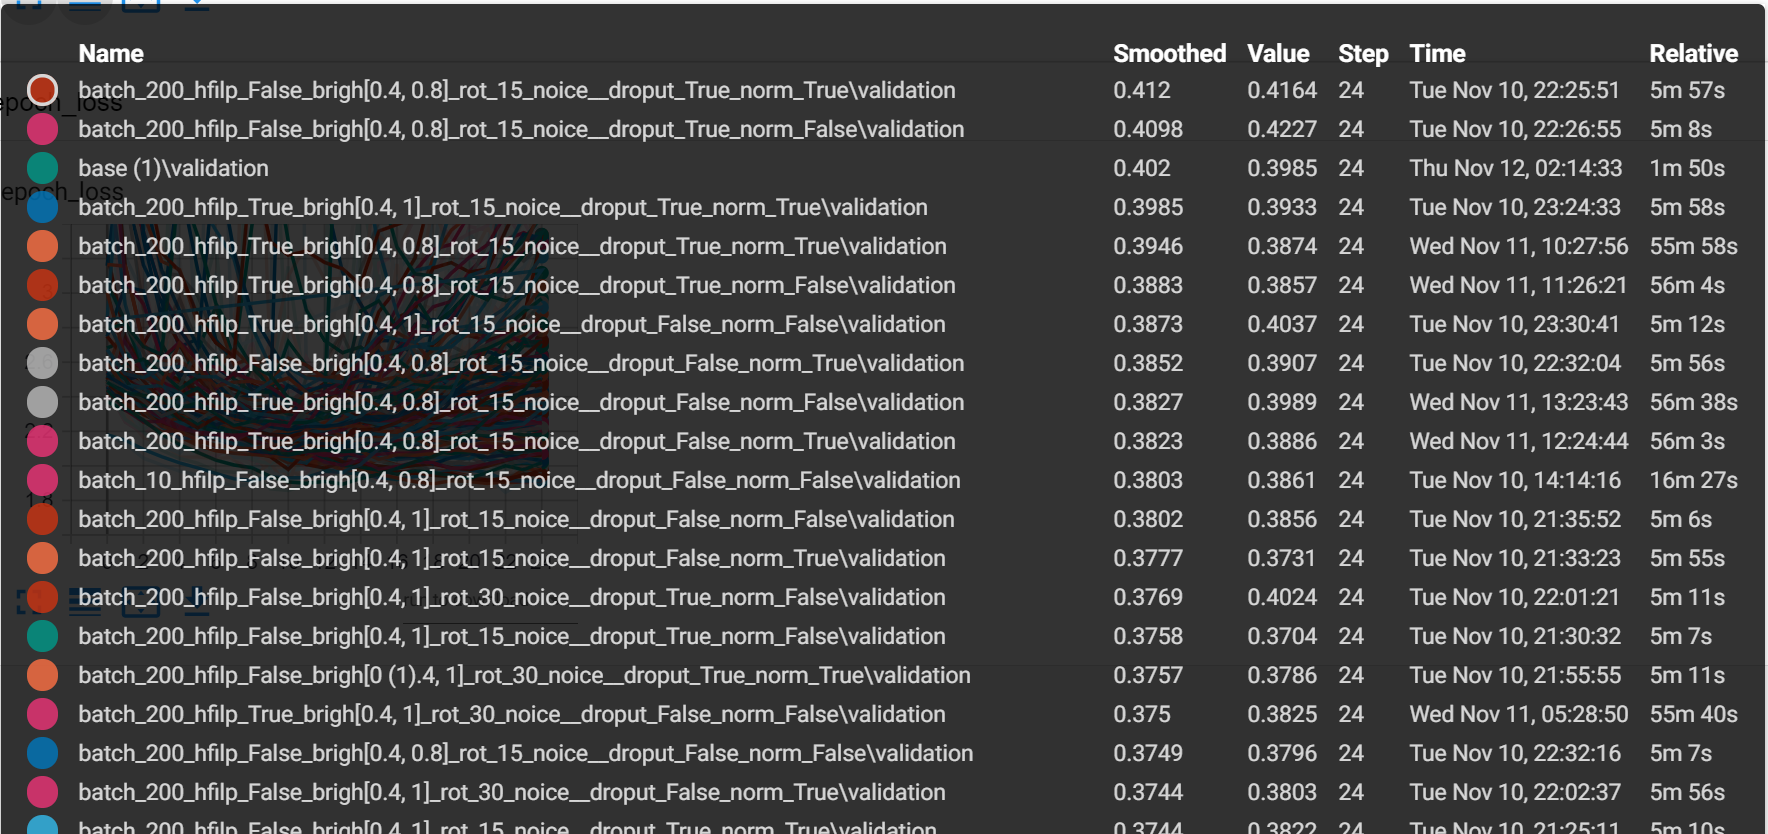 Name Smoothed Value Step Time Relative
batch_200_hfilp_False_brigh[0.4, 0.8]_rot_15_noice__droput_True_norm_True\validation 0.412 0.4164 24 Tue Nov 10, 22:25:51 5m 57s
epoch_loss
batch_200_hfilp_False_brigh[0.4, 0.8]_rot_15_noice__droput_True_norm_False\validation 0.4098 0.4227 24 Tue Nov 10, 22:26:55 5m 8s
base (1)\validation 0.402 0.3985 24 Thu Nov 12, 02:14:33 1m 50s
epoch_loss
batch_200_hfilp_True_brigh[0.4, 1]_rot_15_noice__droput_True_norm_True\validation 0.3985 0.3933 24 Tue Nov 10, 23:24:33 5m 58s
batch_200_hfilp_True_brigh[0.4, 0.8]_rot_15_noice__droput_True_norm_True\validation 0.3946 0.3874 24 Wed Nov 11, 10:27:56 55m 58s
batch_200_hfilp_True_brigh[0.4, 0.8]_rot_15_noice__droput_True_norm_False\validation 0.3883 0.3857 24 Wed Nov 11, 11:26:21 56m 4s
batch_200_hfilp_True_brigh[0.4, 1]_rot_15_noice__droput_False_norm_False\validation 0.3873 0.4037 24 Tue Nov 10, 23:30:41 5m 12s
batch_200_hfilp_False_brigh[0.4, 0.8]_rot_15_noice__droput_False_norm_True\validation 0.3852 0.3907 24 Tue Nov 10, 22:32:04 5m 56s
batch_200_hfilp_True_brigh[0.4, 0.8]_rot_15_noice__droput_False_norm_False\validation 0.3827 0.3989 24 Wed Nov 11, 13:23:43 56m 38s
batch_200_hfilp_True_brigh[0.4, 0.8]_rot_15_noice__droput_False_norm_True\validation 0.3823 0.3886 24 Wed Nov 11, 12:24:44 56m 3s
batch_10_hfilp_False_brigh[0.4, 0.8]_rot_15_noice__droput_False_norm_False\validation 0.3803 0.3861 24 Tue Nov 10, 14:14:16 16m 27s
batch_200_hfilp_False_brigh[0.4, 1]_rot_15_noice__droput_False_norm_False\validation 0.3802 0.3856 24 Tue Nov 10, 21:35:52 5m 6s
batch_200_hfilp_False_brigh[0.4, 1]_rot_15_noice__droput_False_norm_True\validation 0.3777 0.3731 24 Tue Nov 10, 21:33:23 5m 55s
batch_200_hfilp_False_brigh[0.4, 1]_rot_30_noice__droput_True_norm_False\validation 0.3769 0.4024 24 Tue Nov 10, 22:01:21 5m 11s
batch_200_hfilp_False_brigh[0.4, 1]_rot_15_noice__droput_True_norm_False\validation 0.3758 0.3704 24 Tue Nov 10, 21:30:32 5m 7s
batch_200_hfilp_False_brigh[0 (1).4, 1]_rot_30_noice__droput_True_norm_True\validation 0.3757 0.3786 24 Tue Nov 10, 21:55:55 5m 11s
batch_200_hfilp_True_brigh[0.4, 1]_rot_30_noice__droput_False_norm_False\validation 0.375 0.3825 24 Wed Nov 11, 05:28:50 55m 40s
batch_200_hfilp_False_brigh[0.4, 0.8]_rot_15_noice__droput_False_norm_False\validation 0.3749 0.3796 24 Tue Nov 10, 22:32:16 5m 7s
batch_200_hfilp_False_brigh[0.4, 1]_rot_30_noice__droput_False_norm_True\validation 0.3744 0.3803 24 Tue Nov 10, 22:02:37 5m 56s
batch_200_hfilp_False_brigh[0.4, 1]_rot_15_noice__droput_True_norm_True\validation 0.3744 0.3822 24 Tue Nov 10, 21:25:11 5m 10s